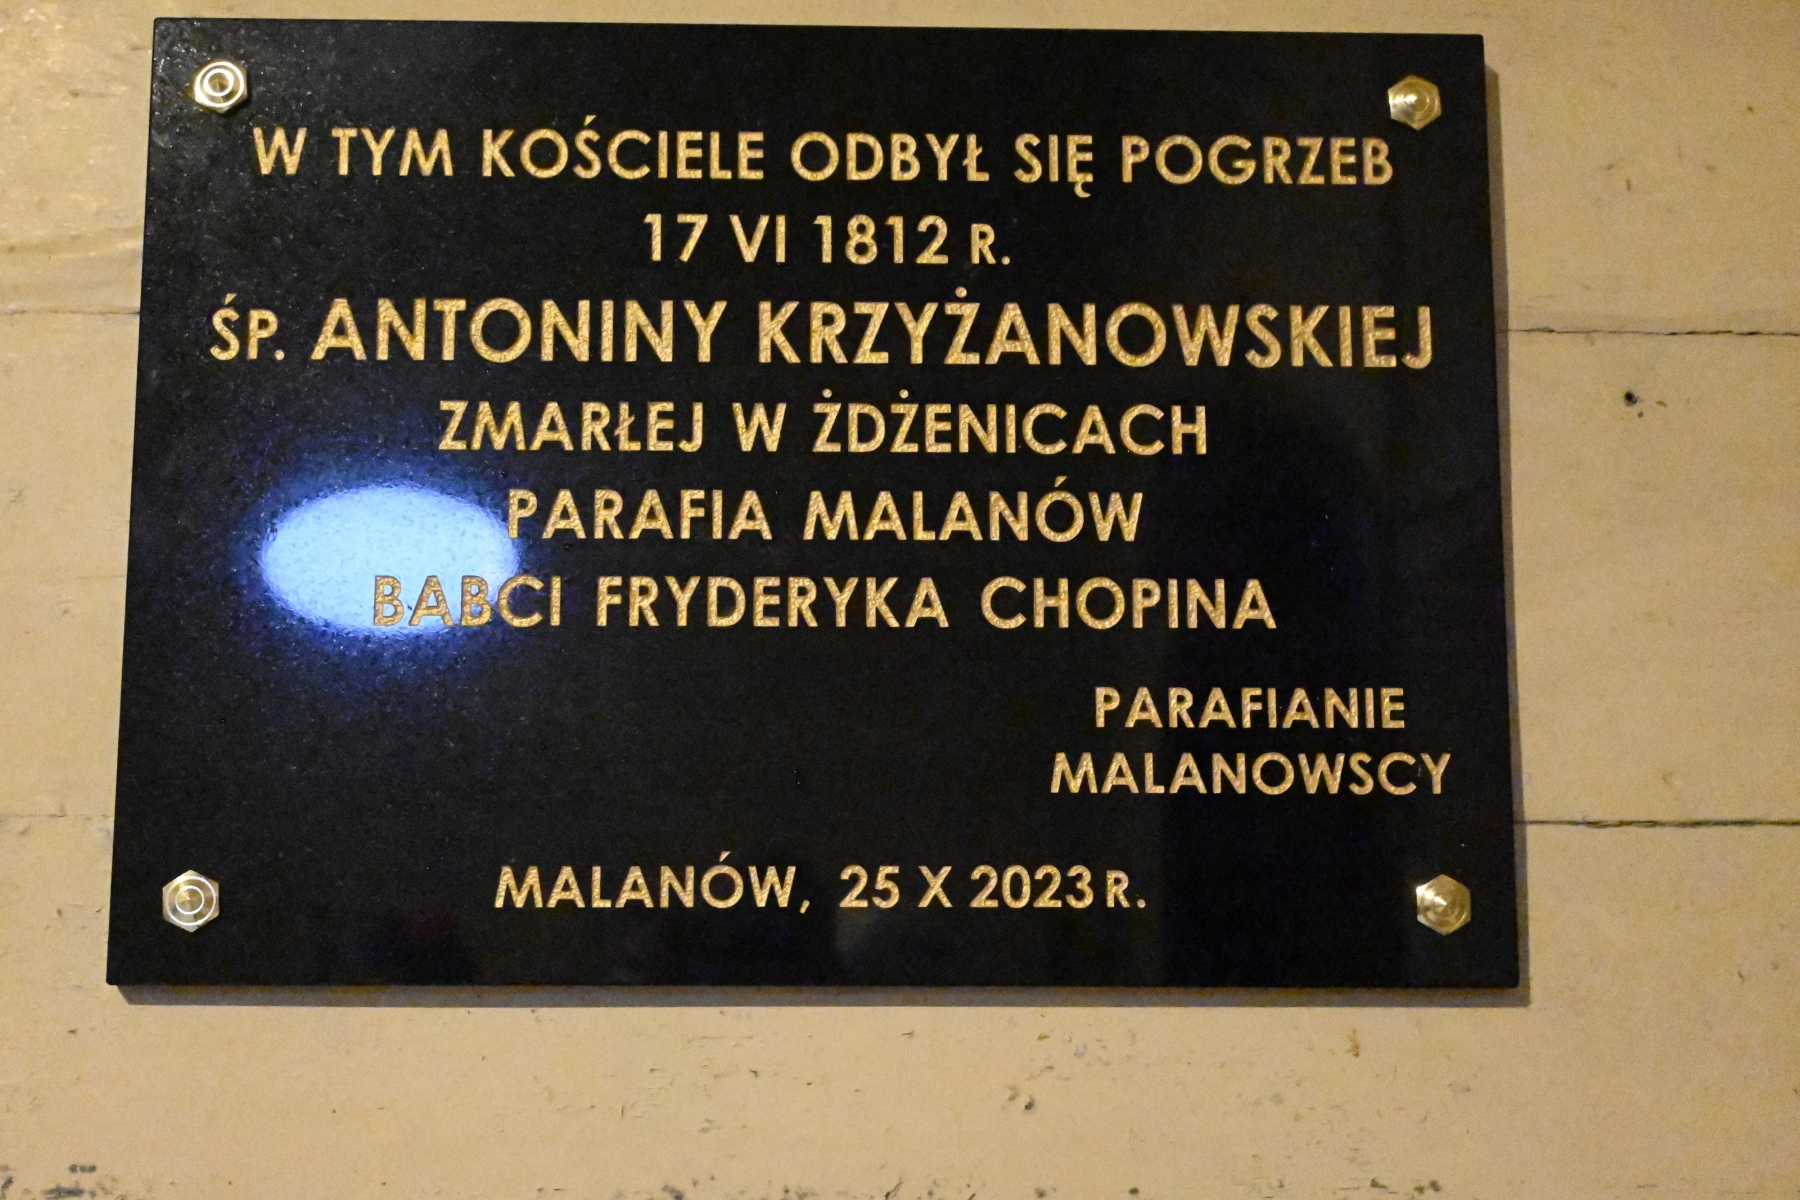 W TYM KOŚCIELE ODBYŁ SIĘ POGRZEB
17 VI 1812 R.
ŚP. ANTONINY KRZYŻANOWSKIEJ
ZMARŁEJ W ŻDŻENICACH
PARAFIA MALANÓW
BABCI FRYDERYKA CHOPINA
PARAFIANIE
MALANOWSCY
MALANÓW, 25 X 2023 R.